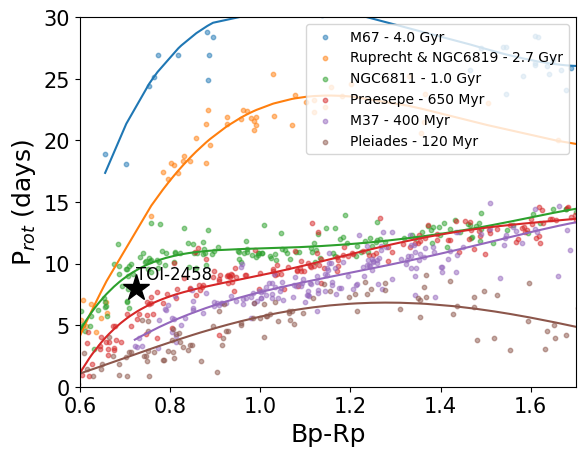 30
25
20
15
10
5
0
P_rot (days)
M67 - 4.0 Gyr
Ruprecht & NGC6819 - 2.7 Gyr
NGC6811 - 1.0 Gyr
Praesepe - 650 Myr
M37 - 400 Myr
Pleiades - 120 Myr
TOI-2458
0.6 0.8 1.0 1.2 1.4 1.6
Bp-Rp